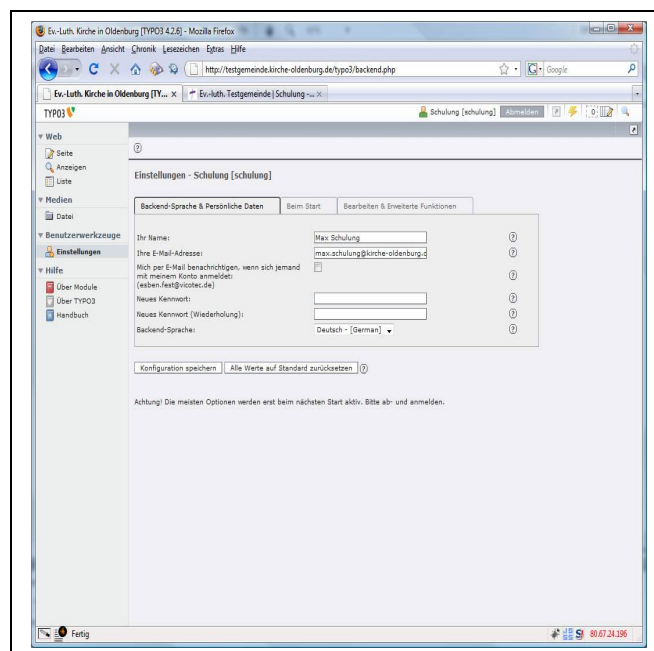 Ev.-Luth. Kirche in Oldenburg [TYPO3 4.2.6] - Mozilla Firefox
Datei Bearbeiten Ansicht Chronik Lesezeichen Extras Hilfe
http://testgemeinde.kirche-oldenburg.de/typo3/backend.php
Google
Ev.-Luth. Kirche in Oldenburg [TY... x
Ev.-luth. Testgemeinde | Schulung -... x
TYPO3
Schulung [schulung] Abmelden 0
Web
Seite
Anzeigen
Liste
Medien
Datei
Benutzerwerkzeuge
Einstellungen
Hilfe
Über Module
Über TYPO3
Handbuch
Einstellungen - Schulung [schulung]
Backend-Sprache & Persönliche Daten Beim Start Bearbeiten & Erweiterte Funktionen
Ihr Name: Max Schulung
Ihre E-Mail-Adresse: max.schulung@kirche-oldenburg.d
Mich per E-Mail benachrichtigen, wenn sich jemand
mit meinem Konto anmeldet:
(esben.fest@vicotec.de)
Neues Kennwort:
Neues Kennwort (Wiederholung):
Backend-Sprache: Deutsch - [German]
Konfiguration speichern Alle Werte auf Standard zurücksetzen
Achtung! Die meisten Optionen werden erst beim nächsten Start aktiv. Bitte ab- und anmelden.
Fertig
80.67.24.196